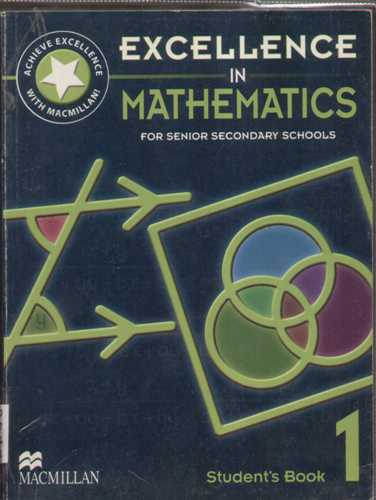 ACHIEVE EXCELLENCE
WITH MACMILLAN!
EXCELLENCE
IN
MATHEMATICS
FOR SENIOR SECONDARY SCHOOLS
y
MACMILLAN
Student's Book 1